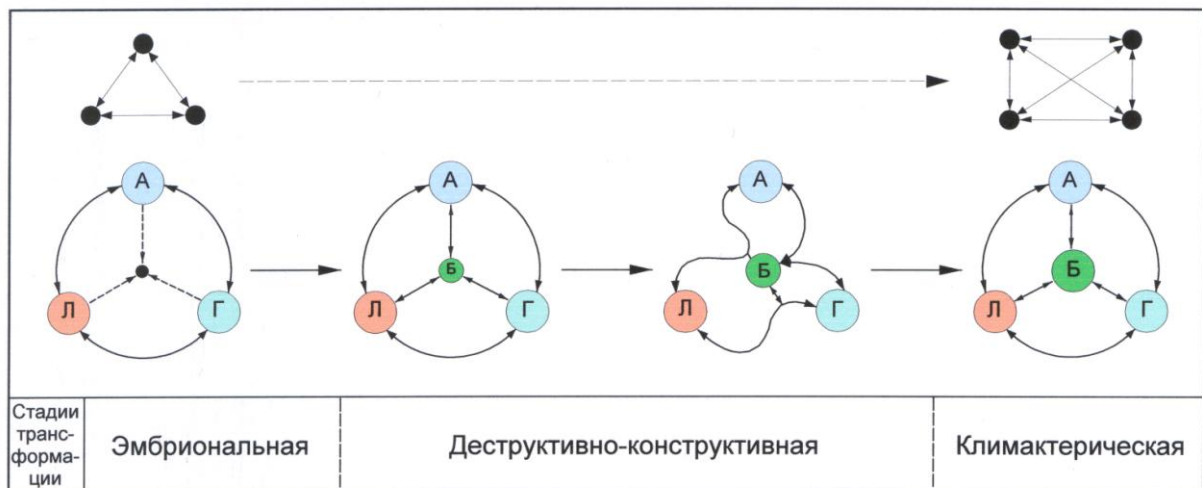 А
А
А
А
Б
Б
Б
Л
Г
Л
Г
Л
Г
Л
Г
Стадии
транс-
форма-
ции
Эмбриональная
Деструктивно-конструктивная
Климактерическая